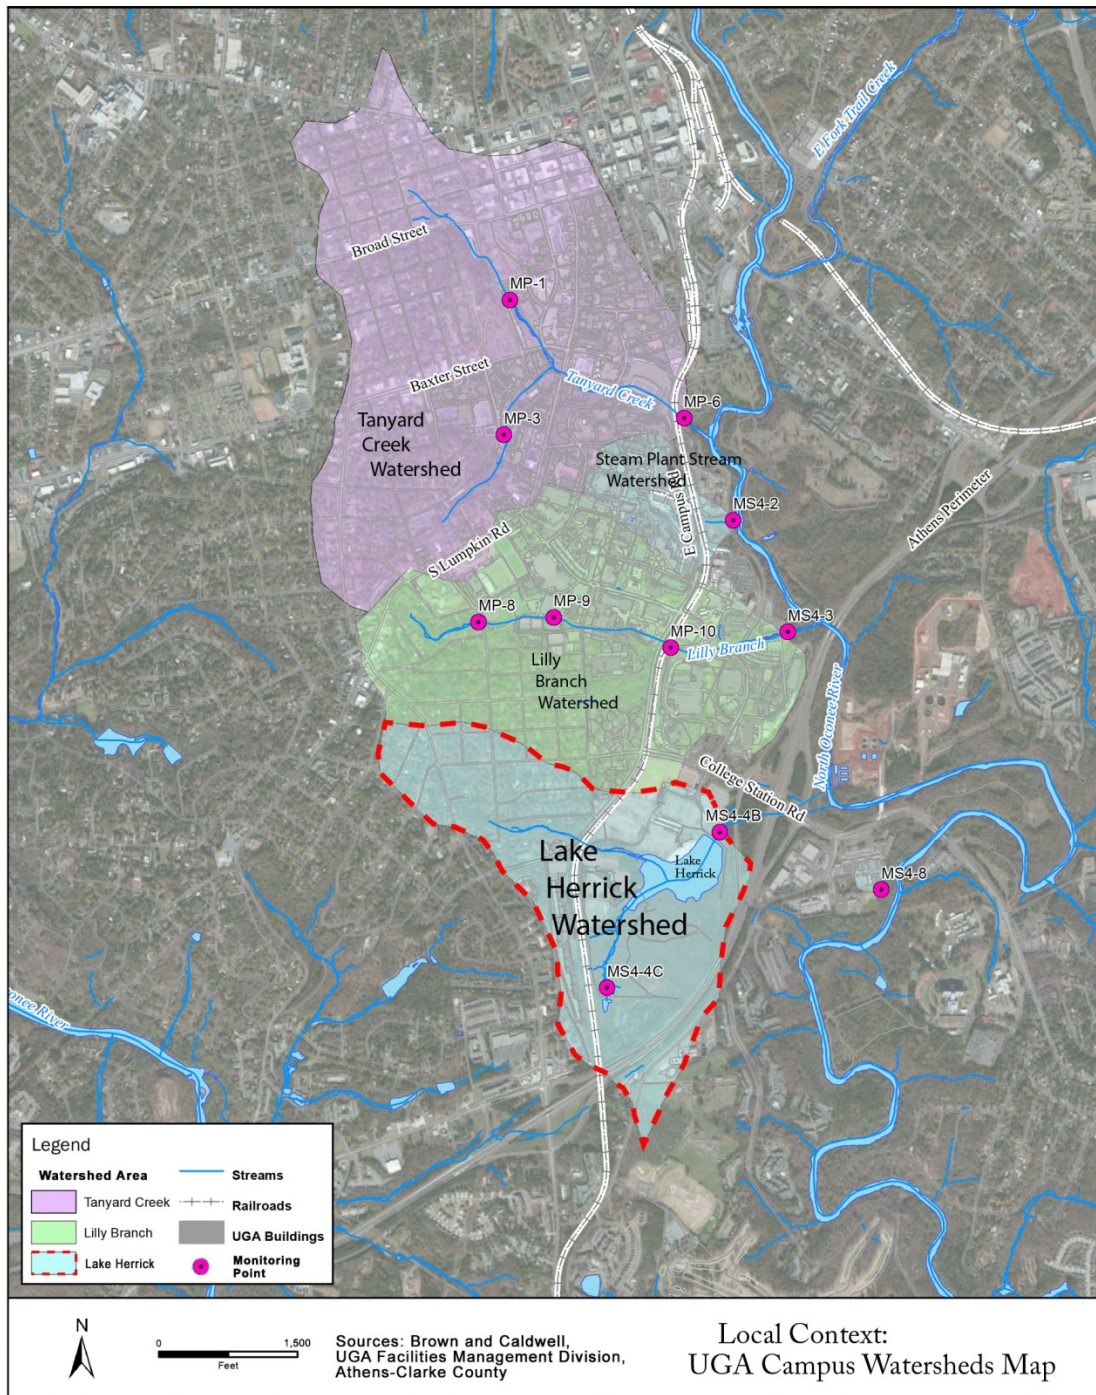 E Fork Trail Creek
Broad Street
MP-1
Baxter Street
Tanyard Creek
MP-6
MP-3
Tanyard
Creek
Watershed
Steam Plant Stream
Watershed
E Campus Rd
MS4-2
Athens Perimeter
S Lumpkin Rd
MP-8
MP-9
MP-10
MS4-3
Lilly Branch
Lilly
Branch
Watershed
North Oconee River
College Station Rd
MS4-4B
Lake
Herrick
Lake
Herrick
Watershed
MS4-8
MS4-4C
conee River
Legend
Watershed Area
Tanyard Creek
Lilly Branch
Lake Herrick
Streams
Railroads
UGA Buildings
Monitoring
Point
N
0 1,500
Feet
Sources: Brown and Caldwell,
UGA Facilities Management Division,
Athens-Clarke County
Local Context:
UGA Campus Watersheds Map